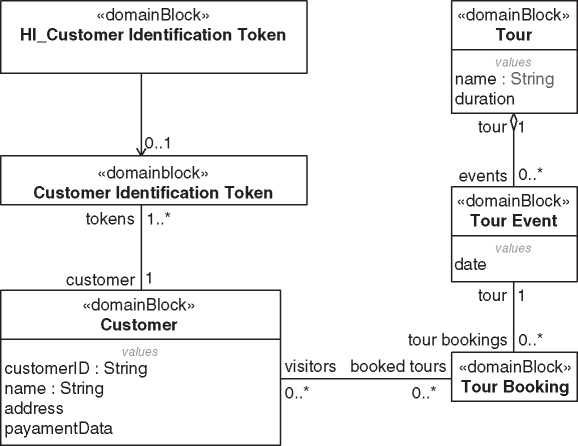 «domainBlock»
HI_Customer Identification Token
0..1
«domainblock»
Customer Identification Token
tokens
1..*
customer
1
«domainBlock»
Customer
values
customerID : String
name : String
address
payamentData
visitors
0..*
booked tours
0..*
«domainBlock»
Tour
values
name : String
duration
tour
1
events
0..*
«domainBlock»
Tour Event
values
date
tour
1
tour bookings
0..*
«domainBlock»
Tour Booking